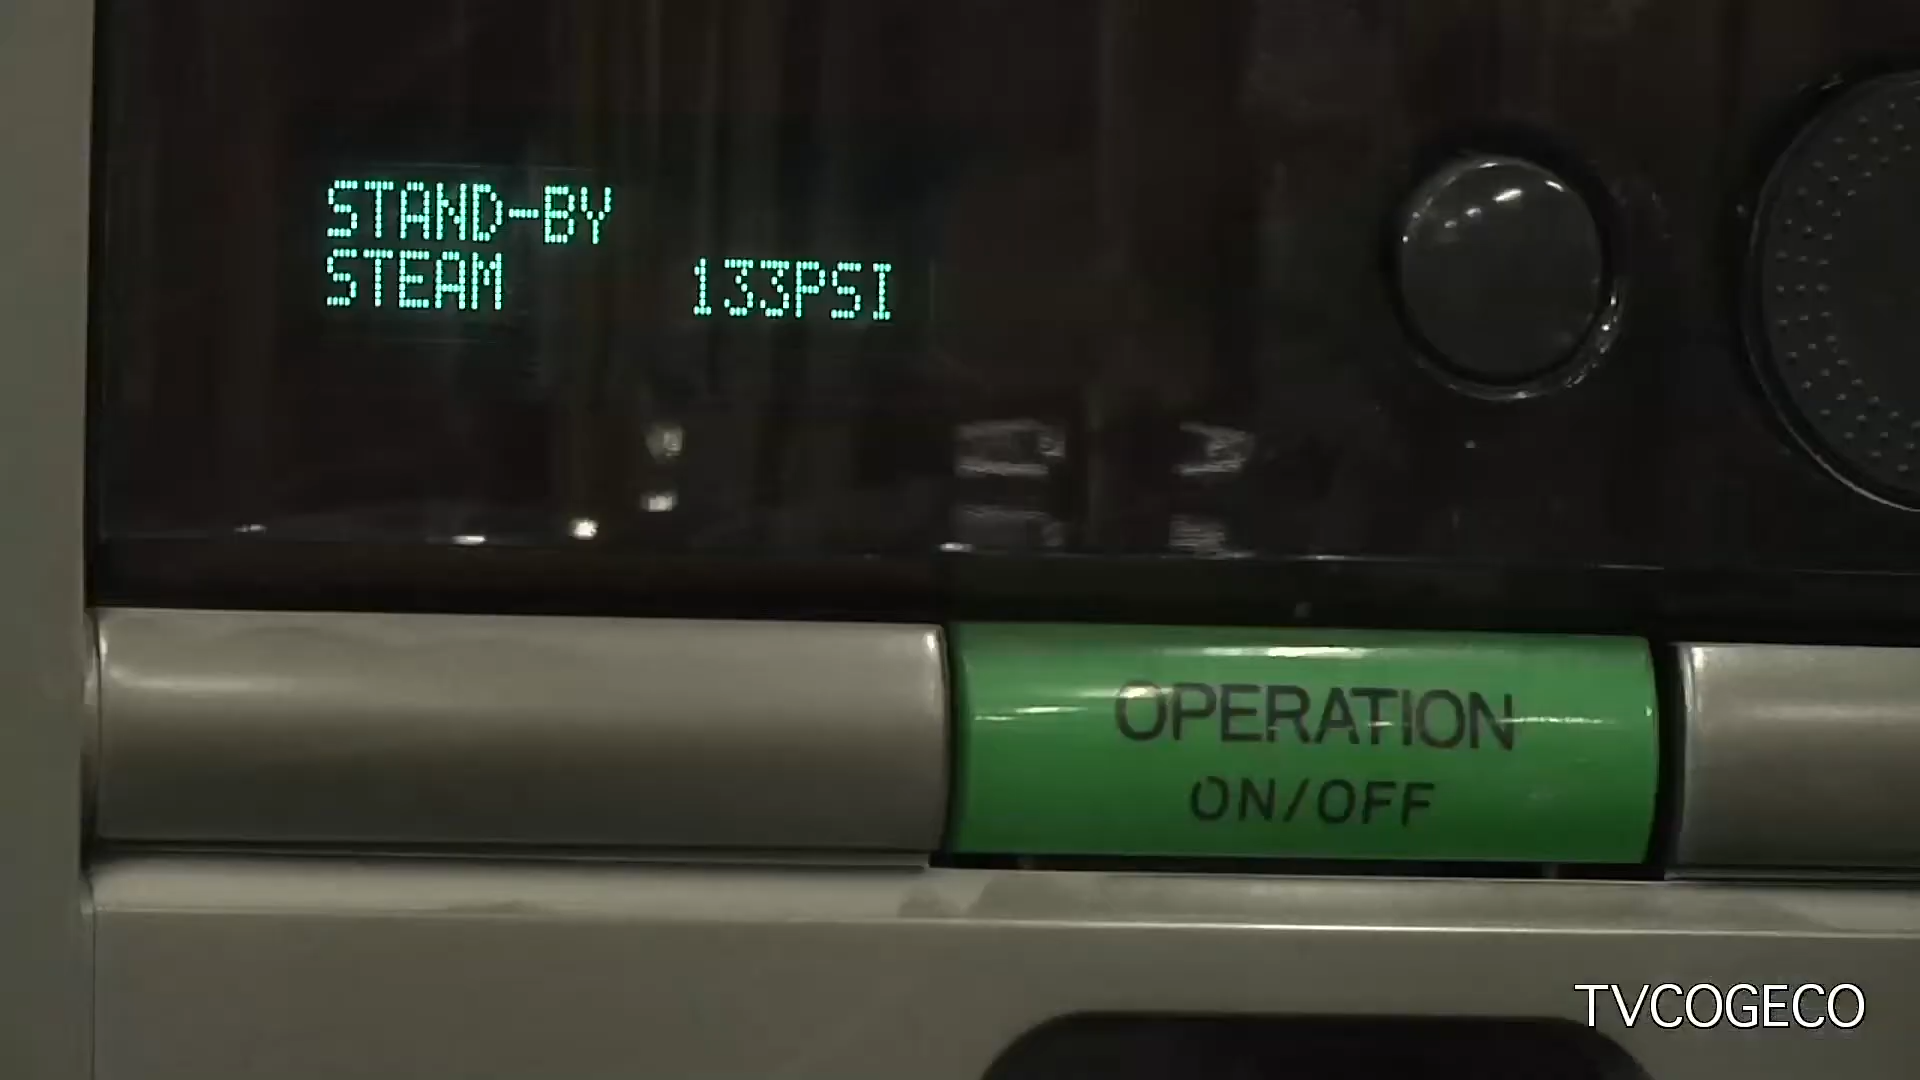 STAND-BY
STEAM 133PSI
OPERATION
ON/OFF
TVCOGECO